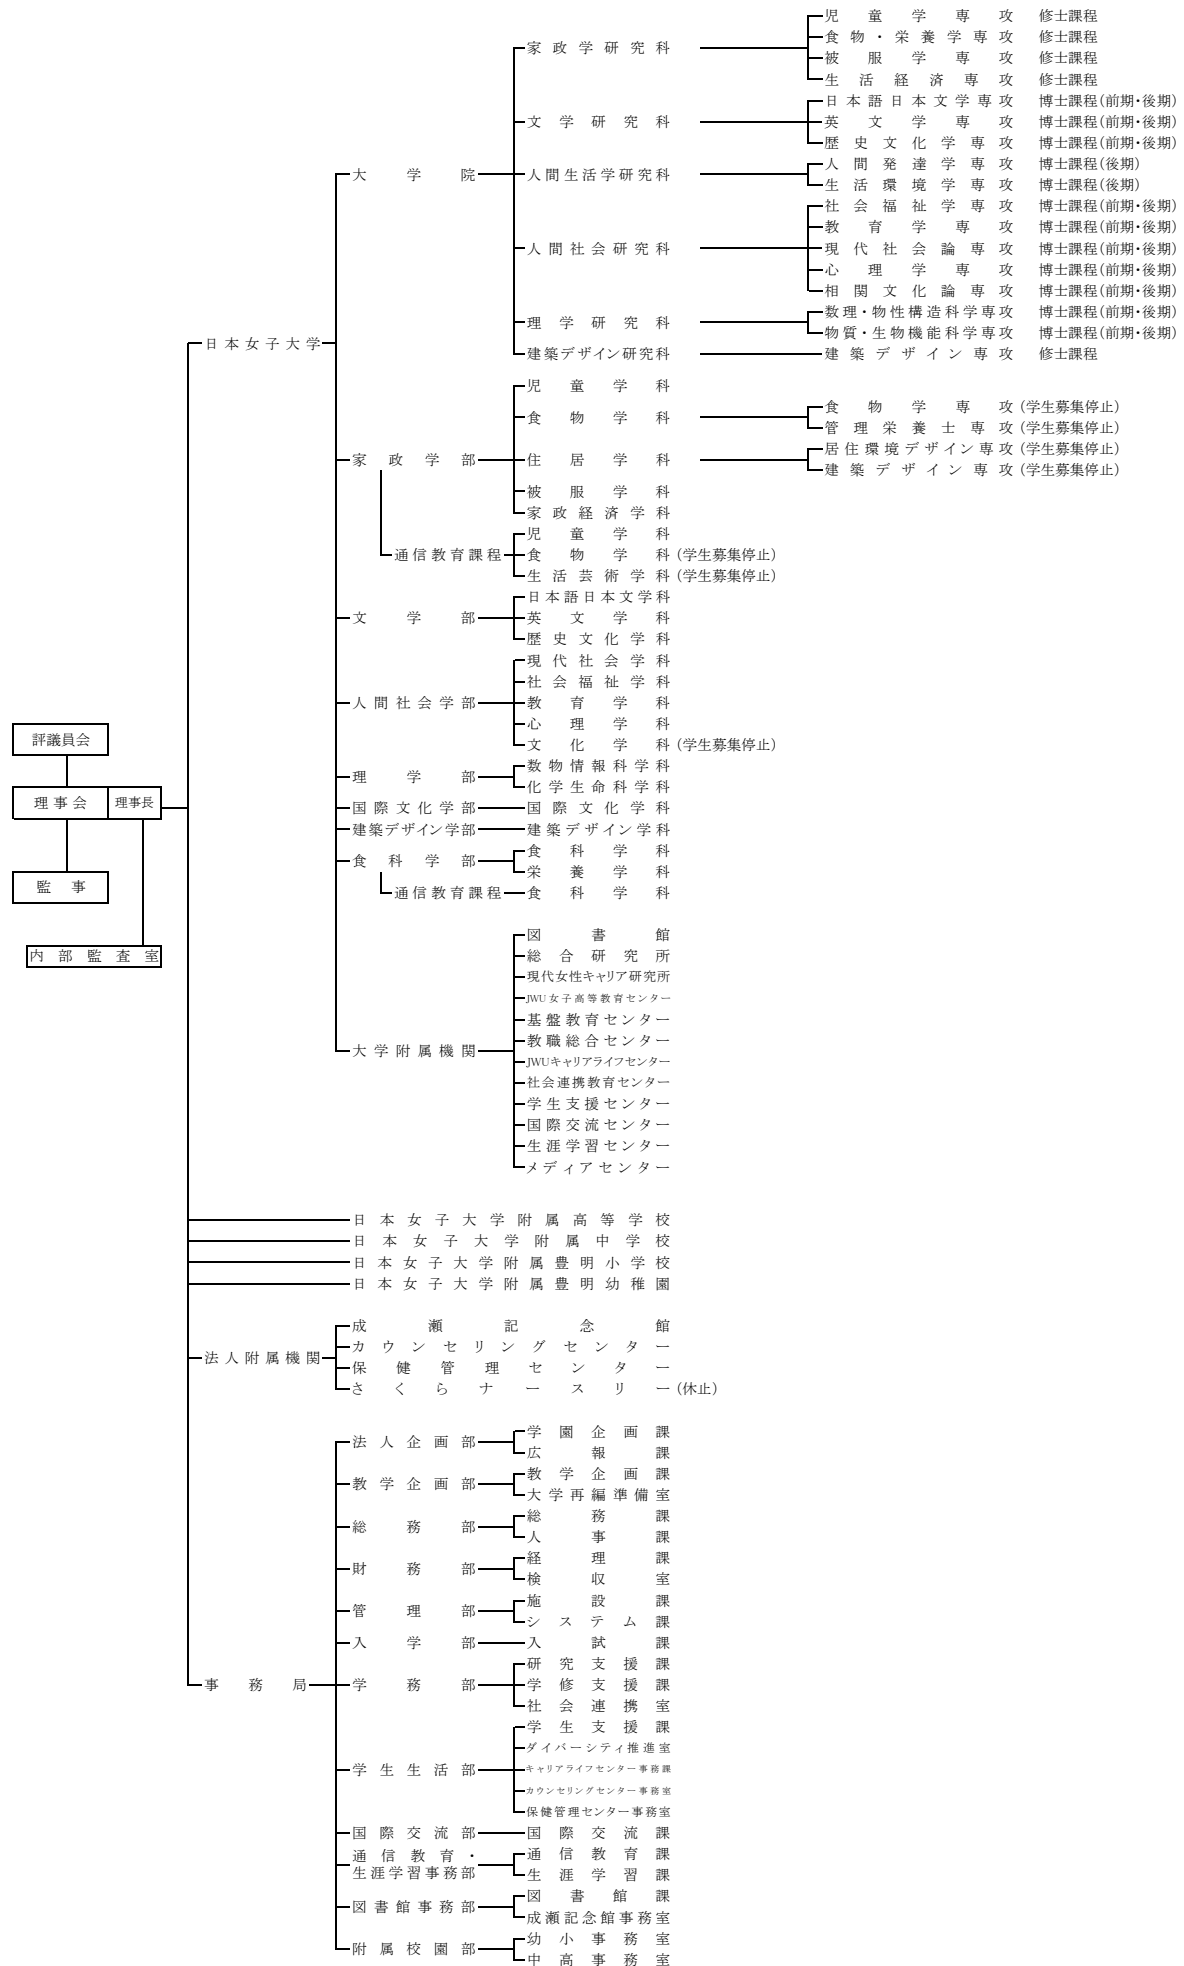 児童学専攻 修士課程
家政学研究科 食物・栄養学専攻 修士課程
被服学専攻 修士課程
生活経済専攻 修士課程
日本語日本文学専攻 博士課程(前期・後期)
文学研究科 英文学専攻 博士課程(前期・後期)
歴史文化学専攻 博士課程(前期・後期)
人間発達学専攻 博士課程(後期)
大学院 人間生活学研究科
生活環境学専攻 博士課程(後期)
社会福祉学専攻 博士課程(前期・後期)
教育学専攻 博士課程(前期・後期)
人間社会研究科 現代社会論専攻 博士課程(前期・後期)
心理学専攻 博士課程(前期・後期)
相関文化論専攻 博士課程(前期・後期)
数理・物性構造科学専攻 博士課程(前期・後期)
理学研究科
物質・生物機能科学専攻 博士課程(前期・後期)
日本女子大学
建築デザイン研究科 建築デザイン専攻 修士課程
児童学科
食物学専攻(学生募集停止)
食物学科
管理栄養士専攻(学生募集停止)
居住環境デザイン専攻(学生募集停止)
家政学部 住居学科
建築デザイン専攻(学生募集停止)
被服学科
家政経済学科
児童学科
通信教育課程 食物学科(学生募集停止)
生活芸術学科(学生募集停止)
日本語日本文学科
文学部 英文学科
歴史文化学科
現代社会学科
社会福祉学科
人間社会学部 教育学科
心理学科
評議員会
文化学科(学生募集停止)
数物情報科学科
理学部
化学生命科学科
理事会 理事長
国際文化学部 国際文化学科
建築デザイン学部 建築デザイン学科
食科学科
食科学部
栄養学科
監事
通信教育課程 食科学科
図書館
内部監査室
総合研究所
現代女性キャリア研究所
JWU女子高等教育センター
基盤教育センター
教職総合センター
大学附属機関
JWUキャリアライフセンター
社会連携教育センター
学生支援センター
国際交流センター
生涯学習センター
メディアセンター
日本女子大学附属高等学校
日本女子大学附属中学校
日本女子大学附属豊明小学校
日本女子大学附属豊明幼稚園
成瀬記念館
カウンセリングセンター
法人附属機関
保健管理センター
さくらナースリー(休止)
学園企画課
法人企画部
広報課
教学企画課
教学企画部
大学再編準備室
総務課
総務部
人事課
経理課
財務部
検収室
施設課
管理部
システム課
入学部 入試課
研究支援課
事務局 学務部 学修支援課
社会連携室
学生支援課
ダイバーシティ推進室
学生生活部 キャリアライフセンター事務課
カウンセリングセンター事務室
保健管理センター事務室
国際交流部 国際交流課
通信教育・ 通信教育課
生涯学習事務部 生涯学習課
図書館課
図書館事務部
成瀬記念館事務室
幼小事務室
附属校園部
中高事務室